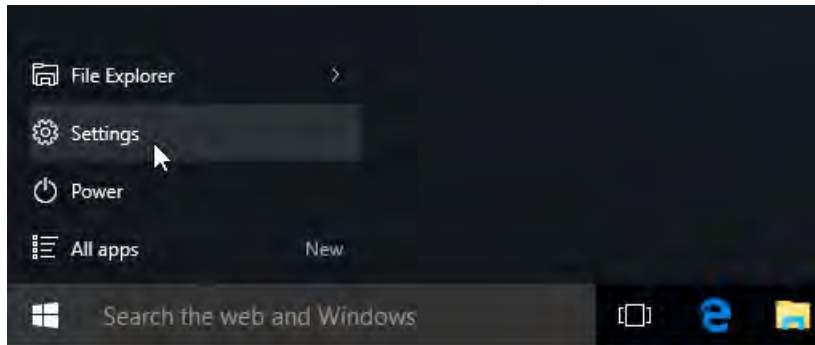 File Explorer
Settings
Power
All apps New
Search the web and Windows